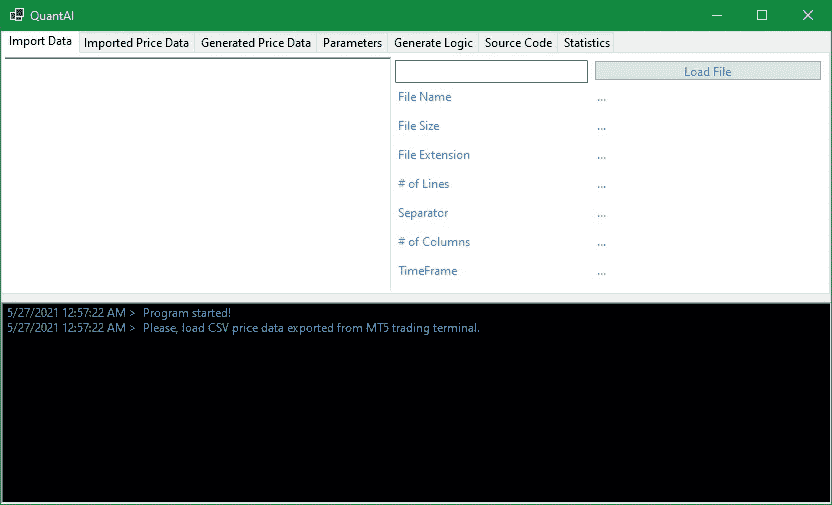 QuantAI
Import Data Imported Price Data Generated Price Data Parameters Generate Logic Source Code Statistics
Load File
File Name ...
File Size ...
File Extension ...
# of Lines ...
Separator ...
# of Columns ...
TimeFrame ...
5/27/2021 12:57:22 AM > Program started!
5/27/2021 12:57:22 AM > Please, load CSV price data exported from MT5 trading terminal.